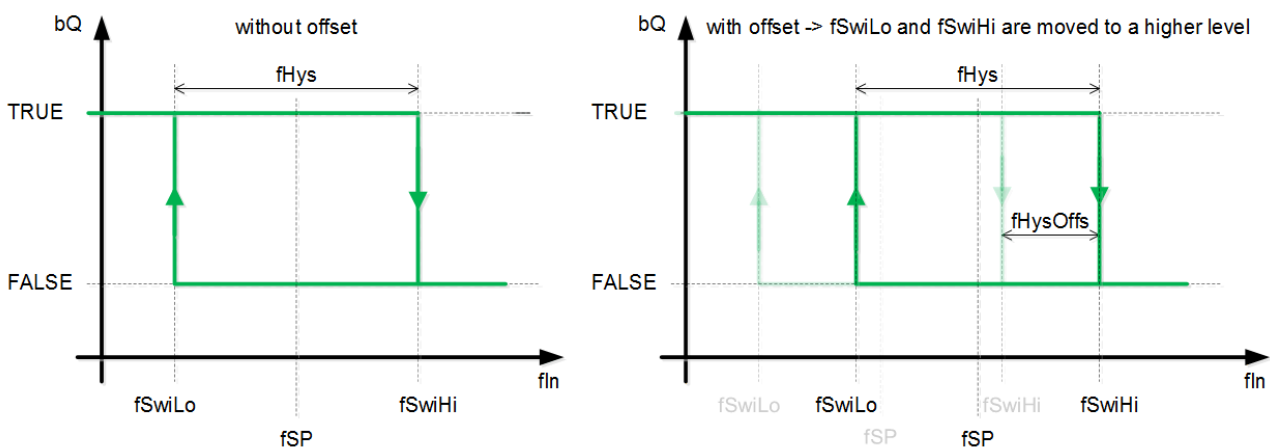 bQ
without offset
fHys
TRUE
FALSE
fIn
fSwiLo
fSwiHi
fSP
bQ
with offset -> fSwiLo and fSwiHi are moved to a higher level
fHys
TRUE
fHysOffs
FALSE
fIn
fSwiLo
fSwiLo
fSwiHi
fSwiHi
fSP
fSP